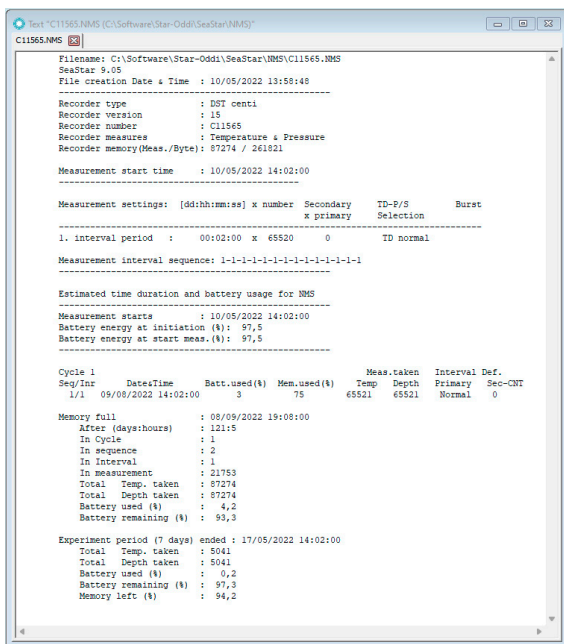 Text "C11565.NMS (C:\Software\Star-Oddi\SeaStar\NMS)"
C11565.NMS
Filename: C:\Software\Star-Oddi\SeaStar\NMS\C11565.NMS
SeaStar 9.05
File creation Date & Time : 10/05/2022 13:58:48
--------------------------------------------------
Recorder type : DST centi
Recorder version : 15
Recorder number : C11565
Recorder measures : Temperature & Pressure
Recorder memory(Meas./Byte): 87274 / 261821
Measurement start time : 10/05/2022 14:02:00
--------------------------------------------
Measurement settings: [dd:hh:mm:ss] x number Secondary TD-P/S Burst
x primary Selection
------------------------------------------------------------------------------
1. interval period : 00:02:00 x 65520 0 TD normal
Measurement interval sequence: 1-1-1-1-1-1-1-1-1-1-1-1-1-1
--------------------------------------------------
Estimated time duration and battery usage for NMS
--------------------------------------------------
Measurement starts : 10/05/2022 14:02:00
Battery energy at initiation (%): 97,5
Battery energy at start meas.(%): 97,5
--------------------------------------------------
Cycle 1 Meas.taken Interval Def.
Seq/Inr Date&Time Batt.used(%) Mem.used(%) Temp Depth Primary Sec-CNT
1/1 09/08/2022 14:02:00 3 75 65521 65521 Normal 0
Memory full : 08/09/2022 19:08:00
After (days:hours) : 121:5
In Cycle : 1
In sequence : 2
In Interval : 1
In measurement : 21753
Total Temp. taken : 87274
Total Depth taken : 87274
Battery used (%) : 4,2
Battery remaining (%) : 93,3
Experiment period (7 days) ended : 17/05/2022 14:02:00
Total Temp. taken : 5041
Total Depth taken : 5041
Battery used (%) : 0,2
Battery remaining (%) : 97,3
Memory left (%) : 94,2